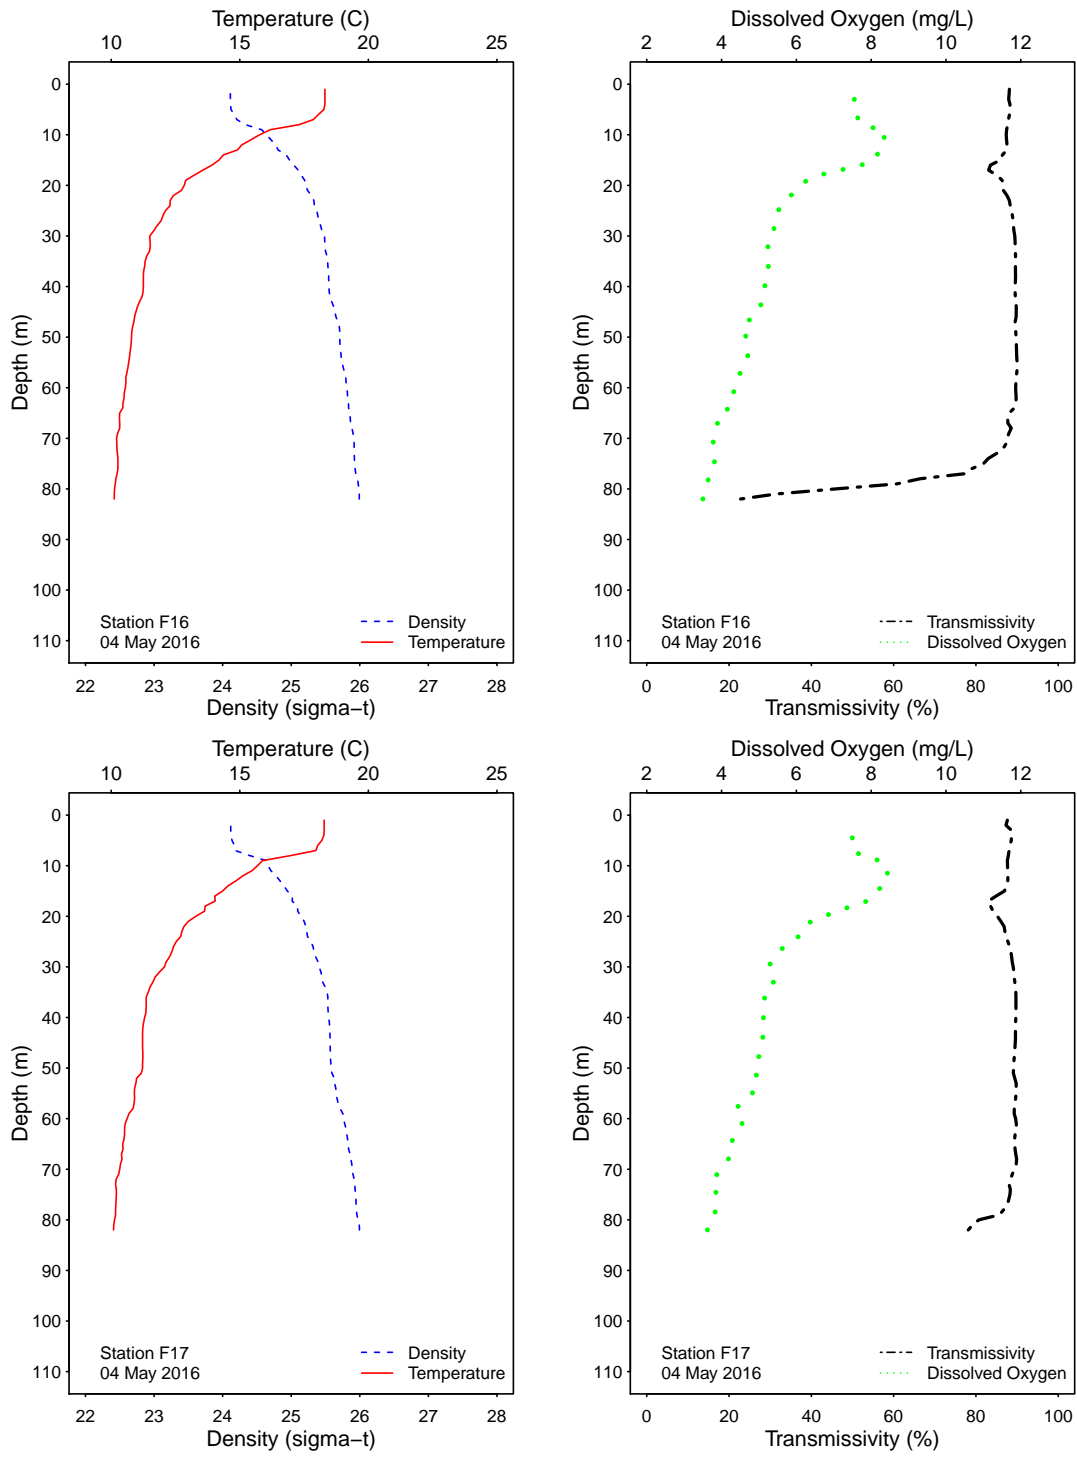 Temperature (C)
10 15 20 25
0
10
20
30
40
50
60
70
80
90
100
110
Depth (m)
Station F16
04 May 2016
Density
Temperature
22 23 24 25 26 27 28
Density (sigma−t)
Dissolved Oxygen (mg/L)
2 4 6 8 10 12
0
10
20
30
40
50
60
70
80
90
100
110
Depth (m)
Station F16
04 May 2016
Transmissivity
Dissolved Oxygen
0 20 40 60 80 100
Transmissivity (%)
Temperature (C)
10 15 20 25
0
10
20
30
40
50
60
70
80
90
100
110
Depth (m)
Station F17
04 May 2016
Density
Temperature
22 23 24 25 26 27 28
Density (sigma−t)
Dissolved Oxygen (mg/L)
2 4 6 8 10 12
0
10
20
30
40
50
60
70
80
90
100
110
Depth (m)
Station F17
04 May 2016
Transmissivity
Dissolved Oxygen
0 20 40 60 80 100
Transmissivity (%)